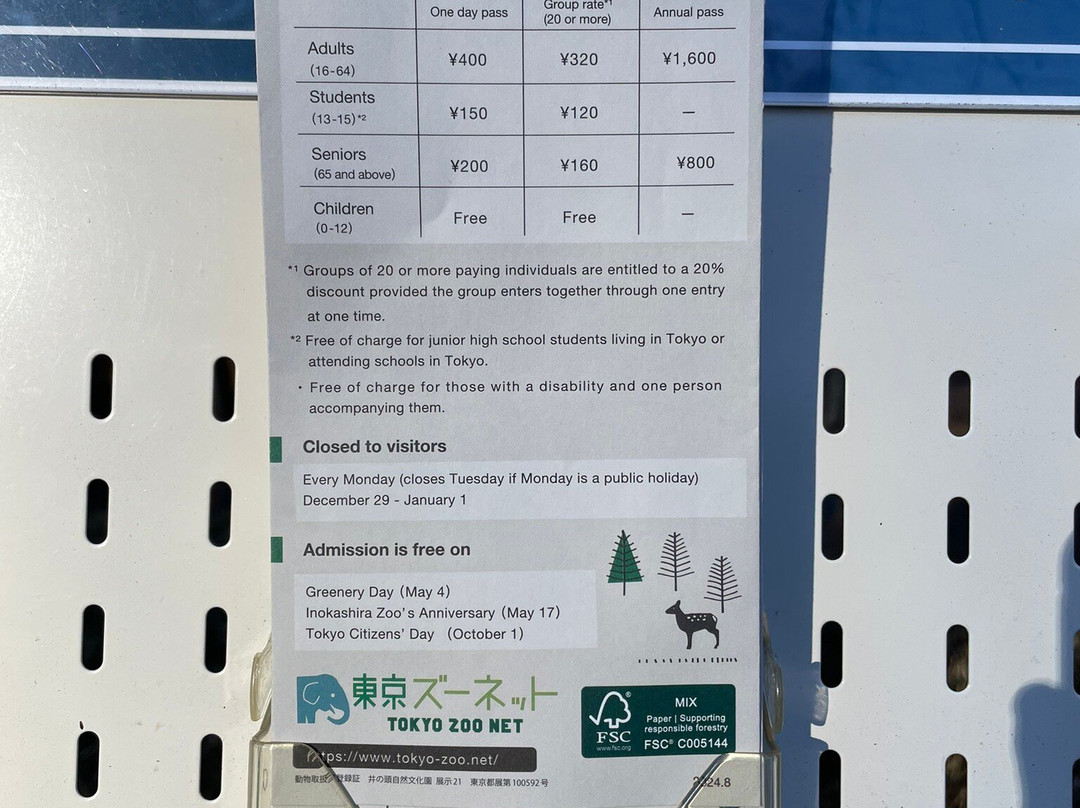 One day pass Group rate*1 Annual pass
(20 or more)
Adults ¥400 ¥320 ¥1,600
(16-64)
Students ¥150 ¥120 —
(13-15)*2
Seniors ¥200 ¥160 ¥800
(65 and above)
Children Free Free —
(0-12)
*1 Groups of 20 or more paying individuals are entitled to a 20%
discount provided the group enters together through one entry
at one time.
*2 Free of charge for junior high school students living in Tokyo or
attending schools in Tokyo.
・ Free of charge for those with a disability and one person
accompanying them.
Closed to visitors
Every Monday (closes Tuesday if Monday is a public holiday)
December 29 - January 1
Admission is free on
Greenery Day (May 4)
Inokashira Zoo's Anniversary (May 17)
Tokyo Citizens' Day (October 1)
東京ズーネット
TOKYO ZOO NET
https://www.tokyo-zoo.net/
動物取扱業登録証 井の頭自然文化園 展示21 東京都展第100592号
FSC®
www.fsc.org
MIX
Paper | Supporting
responsible forestry
FSC® C005144
2024.8